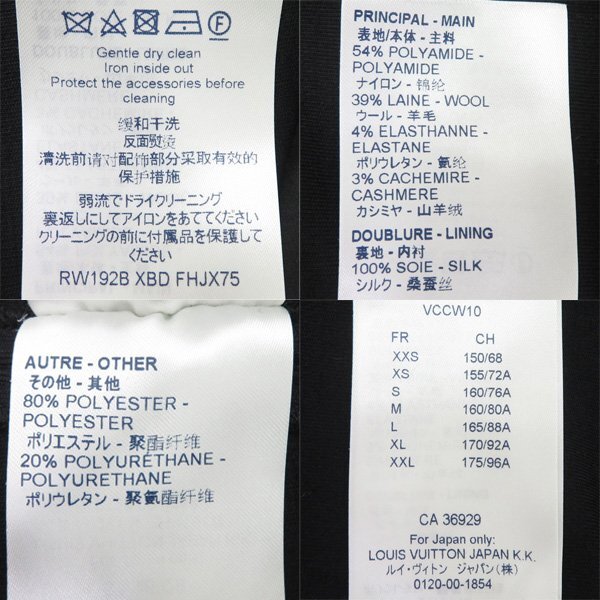 Gentle dry clean
Iron inside out
Protect the accessories before
cleaning
缓和干洗
反面熨烫
清洗前请对配饰部分采取有效的
保护措施
弱流でドライクリーニング
裏返しにしてアイロンをあててください
クリーニングの前に付属品を保護して
ください
RW192B XBD FHJX75
PRINCIPAL - MAIN
表地/本体 - 主料
54% POLYAMIDE -
POLYAMIDE
ナイロン - 锦纶
39% LAINE - WOOL
ウール - 羊毛
4% ELASTHANNE -
ELASTANE
ポリウレタン - 氨纶
3% CACHEMIRE -
CASHMERE
カシミヤ - 山羊绒
DOUBLURE - LINING
裏地 - 内衬
100% SOIE - SILK
シルク - 桑蚕丝
AUTRE - OTHER
その他 - 其他
80% POLYESTER -
POLYESTER
ポリエステル - 聚酯纤维
20% POLYURETHANE -
POLYURETHANE
ポリウレタン - 聚氨酯纤维
VCCW10
FR CH
XXS 150/68
XS 155/72A
S 160/76A
M 160/80A
L 165/88A
XL 170/92A
XXL 175/96A
CA 36929
For Japan only:
LOUIS VUITTON JAPAN K.K.
ルイ・ヴィトン ジャパン(株)
0120-00-1854